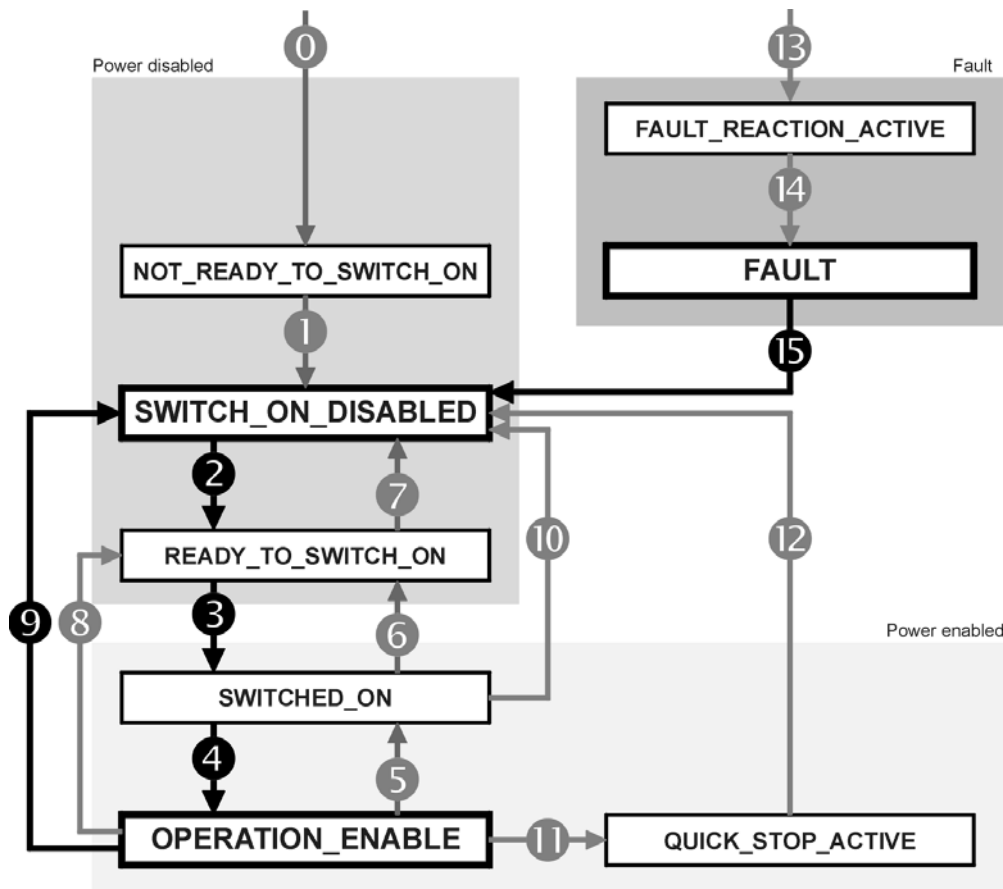 0
13
Power disabled
Fault
FAULT_REACTION_ACTIVE
14
NOT_READY_TO_SWITCH_ON
FAULT
1
15
SWITCH_ON_DISABLED
2
7
10
12
READY_TO_SWITCH_ON
9
8
3
6
Power enabled
SWITCHED_ON
4
5
OPERATION_ENABLE
11
QUICK_STOP_ACTIVE